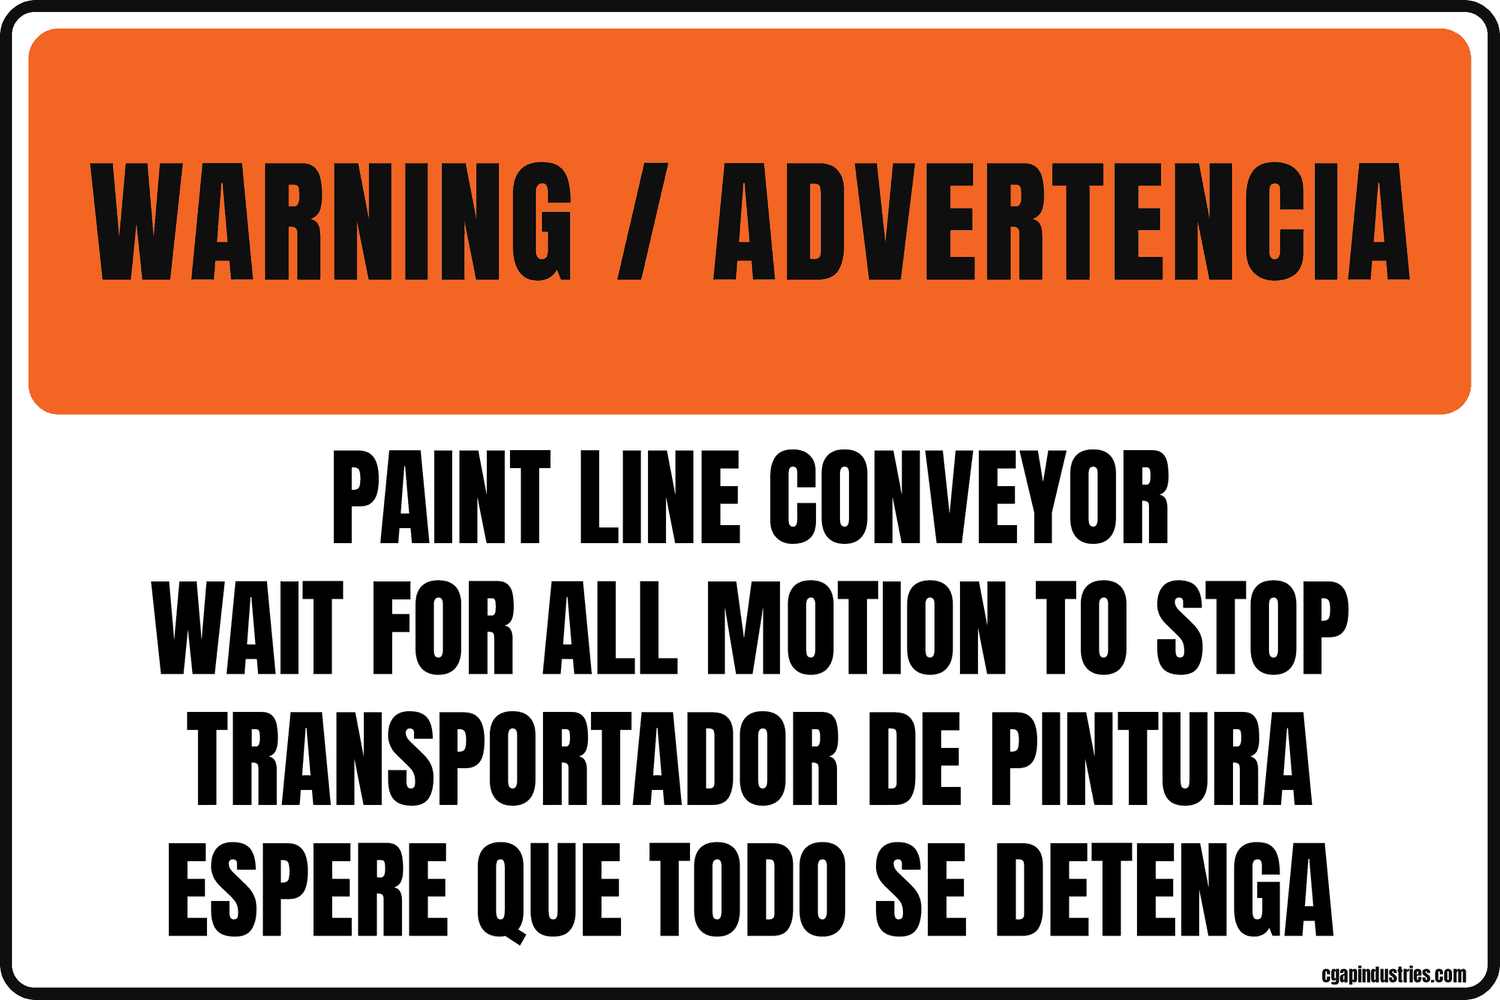 WARNING / ADVERTENCIA
PAINT LINE CONVEYOR
WAIT FOR ALL MOTION TO STOP
TRANSPORTADOR DE PINTURA
ESPERE QUE TODO SE DETENGA
cgapindustries.com